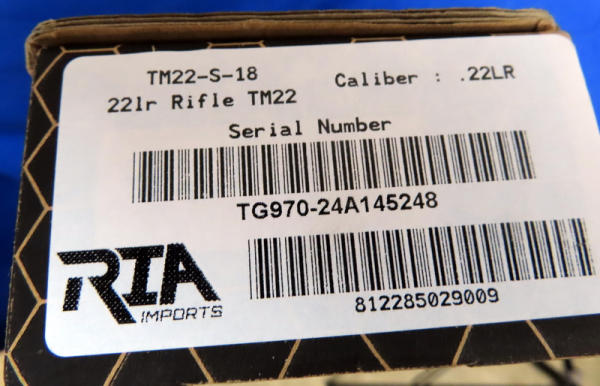 TM22-S-18
Caliber : .22LR
22lr Rifle TM22
Serial Number
TG970-24A145248
RIA
IMPORTS
812285029009